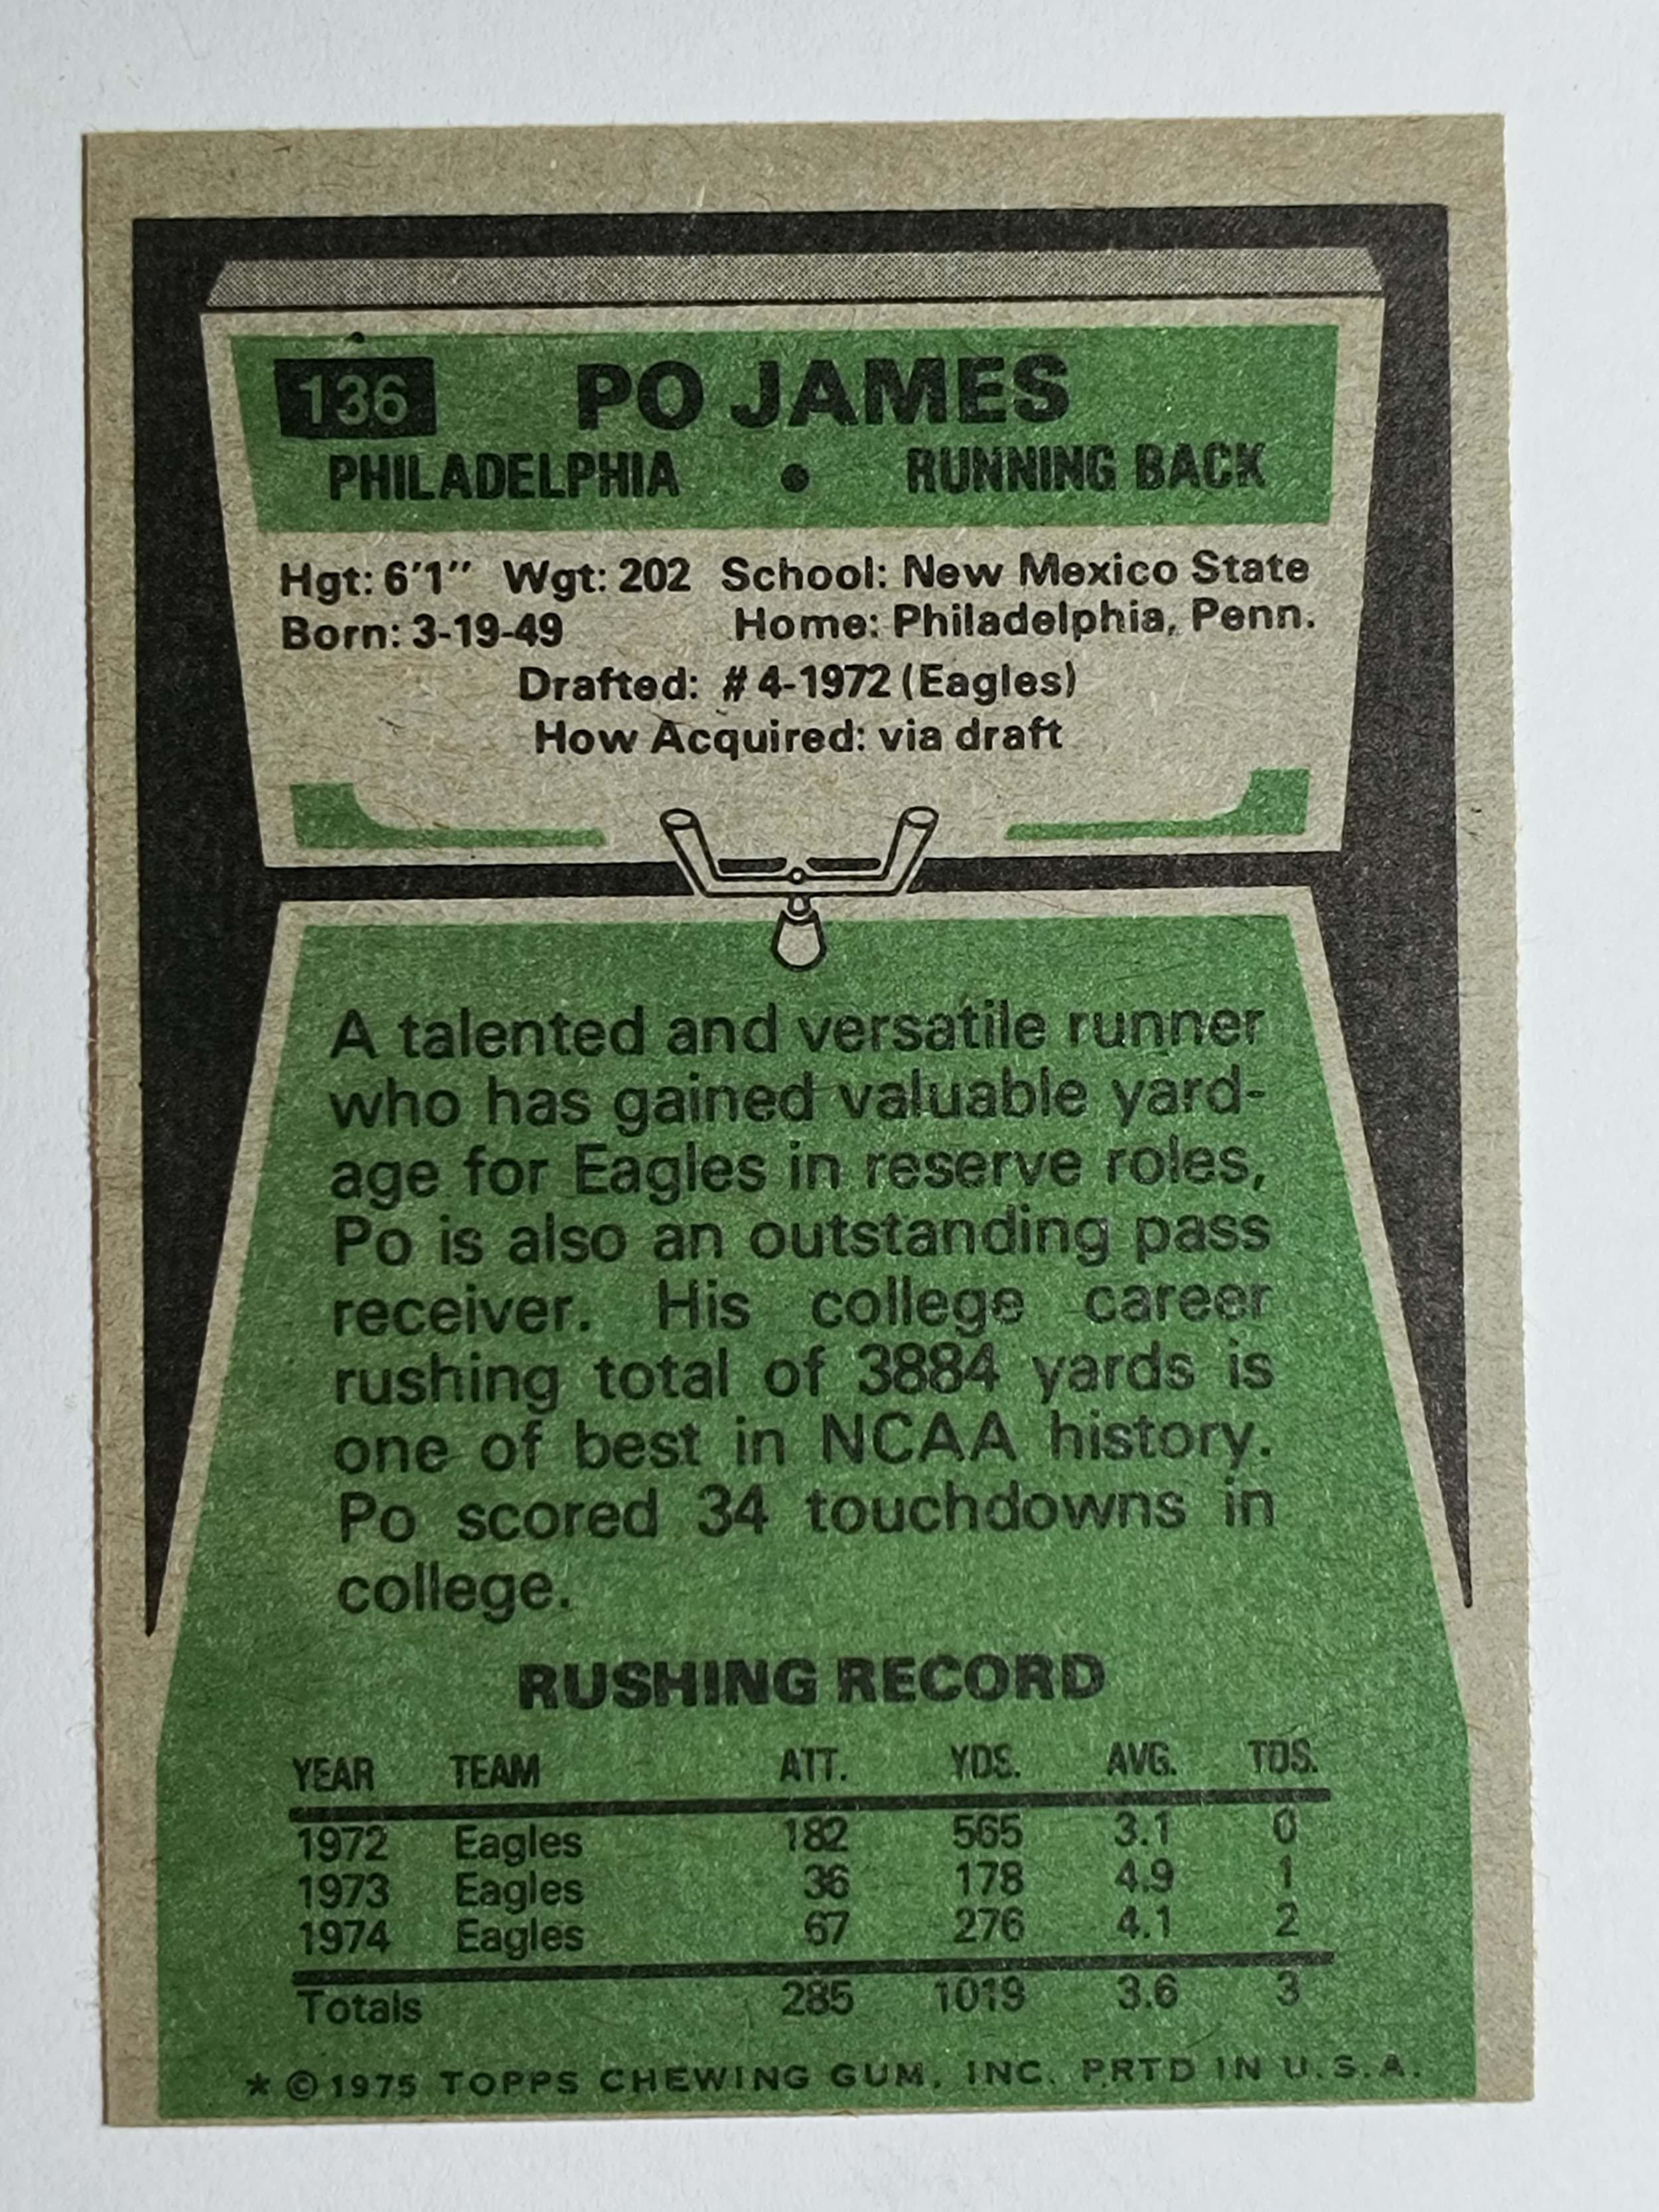 136 PO JAMES
PHILADELPHIA • RUNNING BACK
Hgt: 6'1" Wgt: 202 School: New Mexico State
Born: 3-19-49 Home: Philadelphia, Penn.
Drafted: #4-1972 (Eagles)
How Acquired: via draft
A talented and versatile runner
who has gained valuable yard-
age for Eagles in reserve roles,
Po is also an outstanding pass
receiver. His college career
rushing total of 3884 yards is
one of best in NCAA history.
Po scored 34 touchdowns in
college.
RUSHING RECORD
YEAR TEAM ATT. YDS. AVG. TDS.
1972 Eagles 182 565 3.1 0
1973 Eagles 36 178 4.9 1
1974 Eagles 67 276 4.1 2
Totals 285 1019 3.6 3
* © 1975 TOPPS CHEWING GUM, INC. PRTD IN U.S.A.